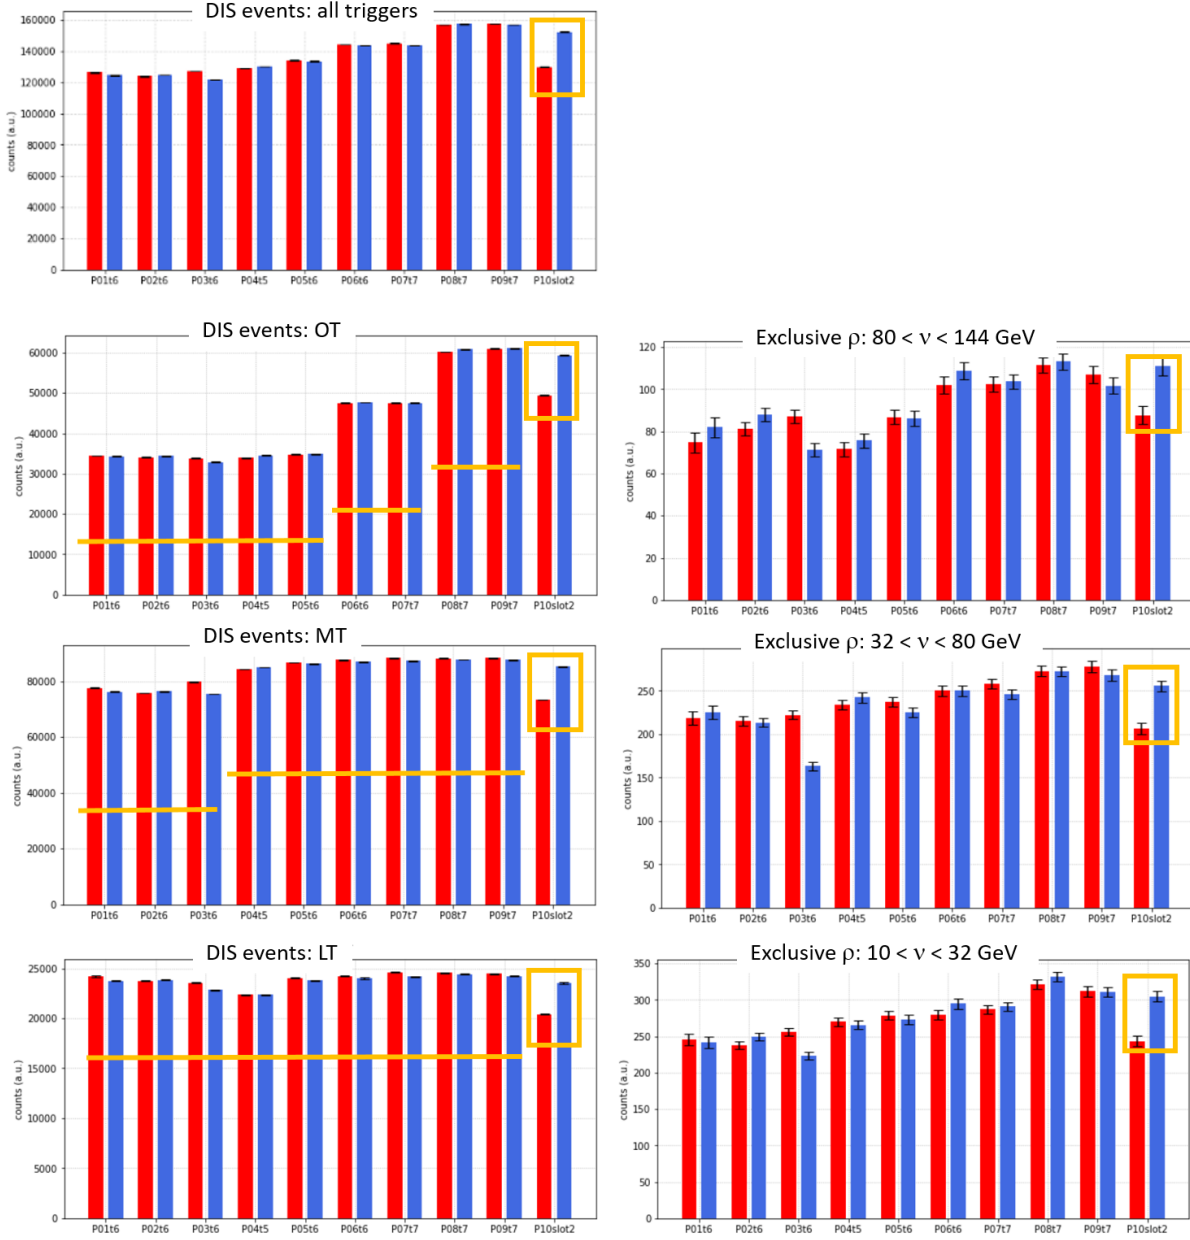 DIS events: all triggers
160000
140000
120000
100000
80000
60000
40000
20000
0
counts (a.u.)
P01t6 P02t6 P03t6 P04t5 P05t6 P06t6 P07t7 P08t7 P09t7 P10slot2
DIS events: OT
60000
50000
40000
30000
20000
10000
0
counts (a.u.)
P01t6 P02t6 P03t6 P04t5 P05t6 P06t6 P07t7 P08t7 P09t7 P10slot2
Exclusive ρ: 80 < ν < 144 GeV
120
100
80
60
40
20
0
counts (a.u.)
P01t6 P02t6 P03t6 P04t5 P05t6 P06t6 P07t7 P08t7 P09t7 P10slot2
DIS events: MT
80000
60000
40000
20000
0
counts (a.u.)
P01t6 P02t6 P03t6 P04t5 P05t6 P06t6 P07t7 P08t7 P09t7 P10slot2
Exclusive ρ: 32 < ν < 80 GeV
250
200
150
100
50
0
counts (a.u.)
P01t6 P02t6 P03t6 P04t5 P05t6 P06t6 P07t7 P08t7 P09t7 P10slot2
DIS events: LT
25000
20000
15000
10000
5000
0
counts (a.u.)
P01t6 P02t6 P03t6 P04t5 P05t6 P06t6 P07t7 P08t7 P09t7 P10slot2
Exclusive ρ: 10 < ν < 32 GeV
350
300
250
200
150
100
50
0
counts (a.u.)
P01t6 P02t6 P03t6 P04t5 P05t6 P06t6 P07t7 P08t7 P09t7 P10slot2